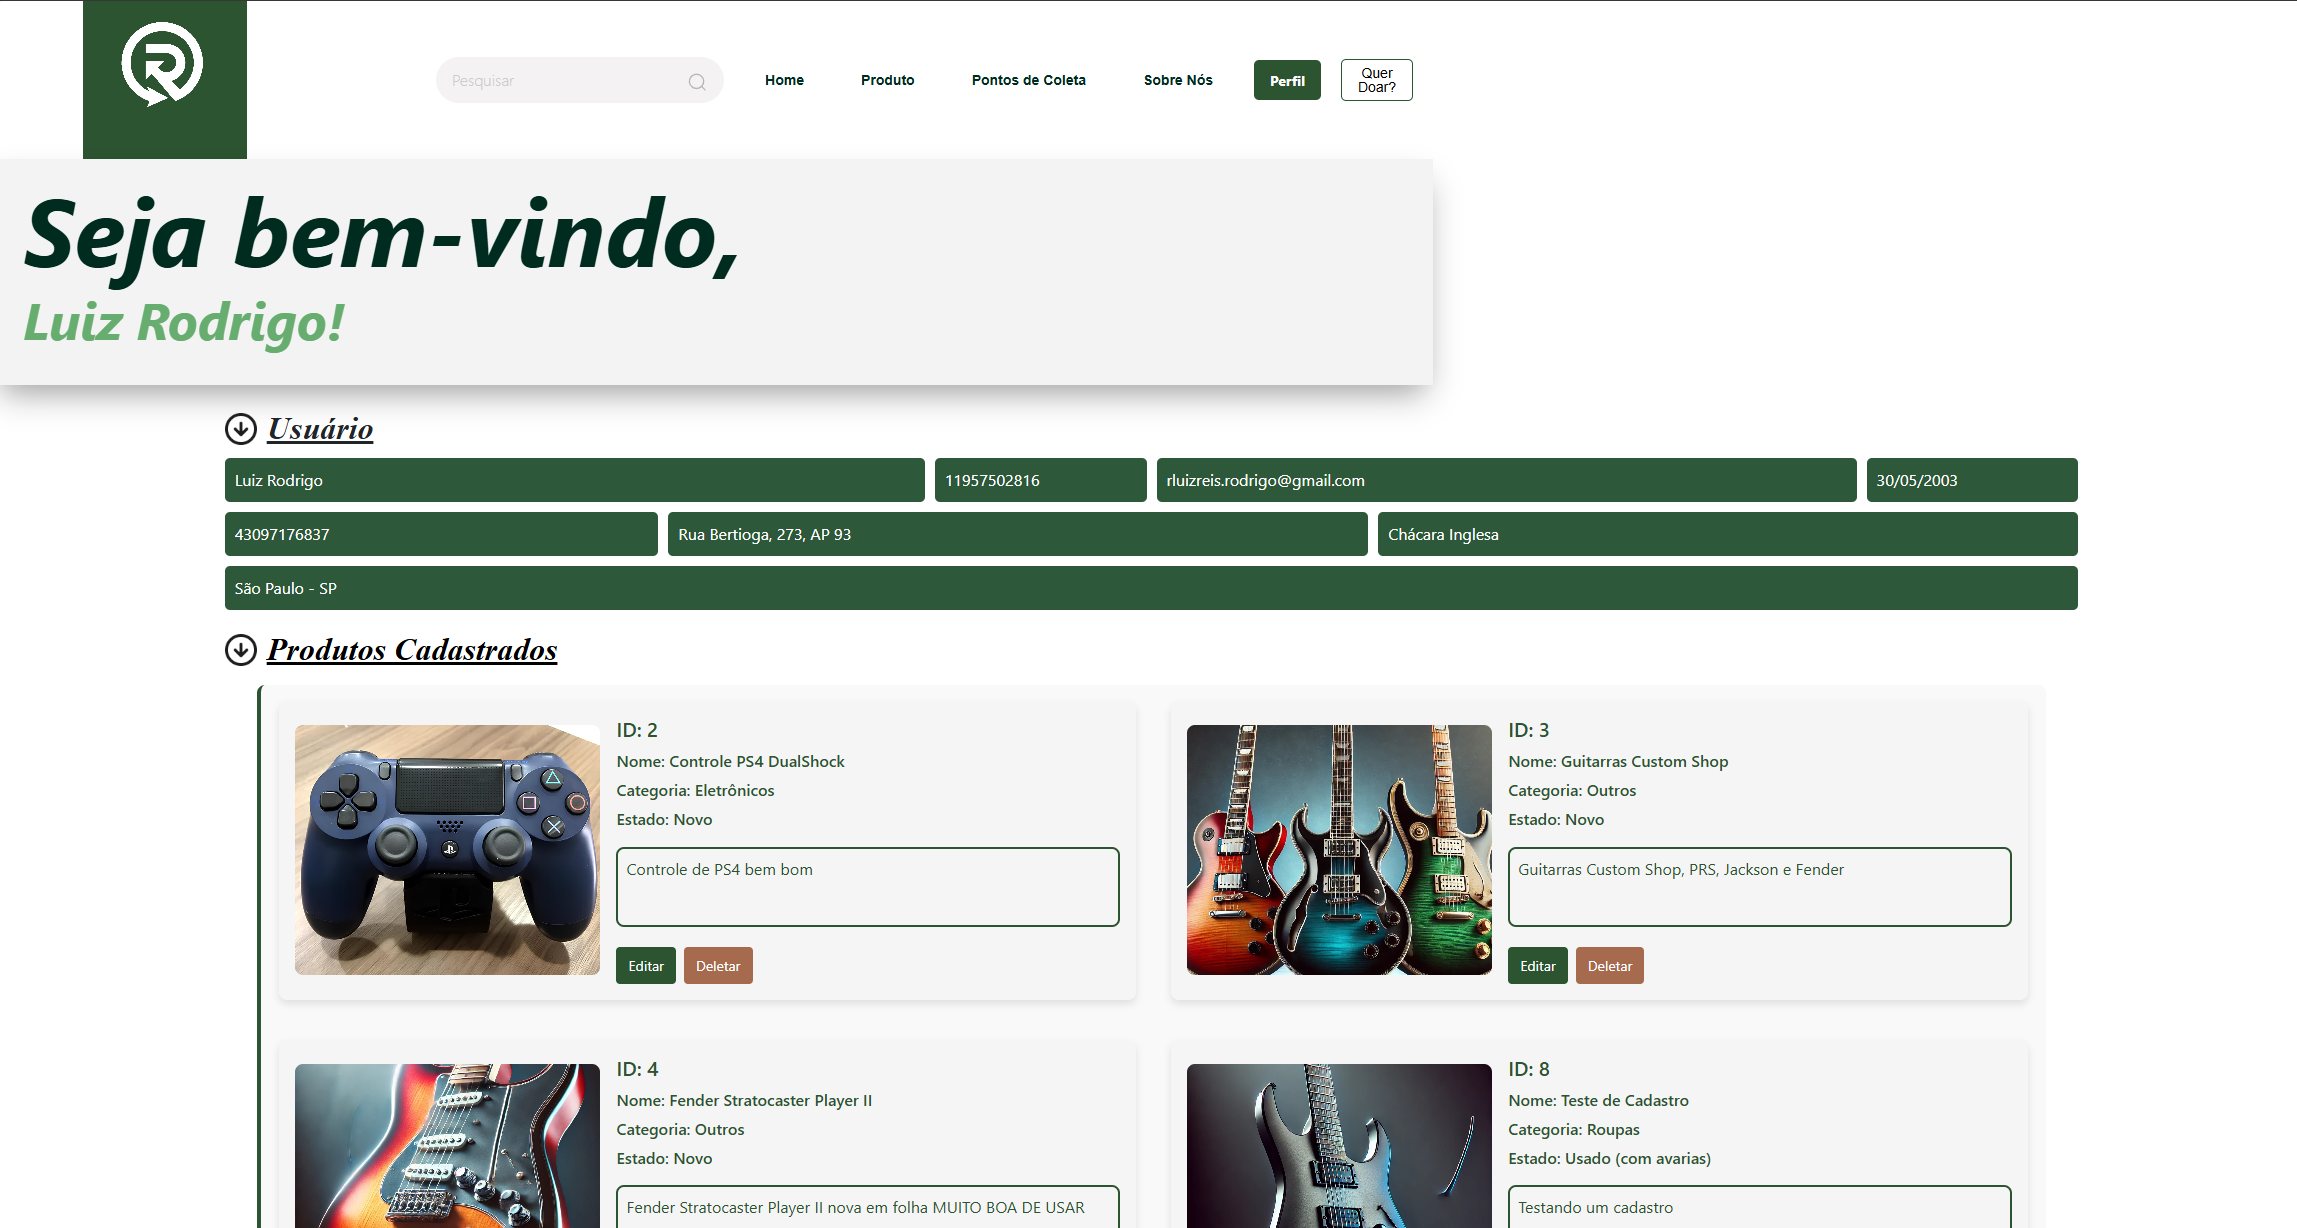 Pesquisar
Home
Produto
Pontos de Coleta
Sobre Nós
Perfil
Quer
Doar?
Seja bem-vindo,
Luiz Rodrigo!
Usuário
Luiz Rodrigo
11957502816
rluizreis.rodrigo@gmail.com
30/05/2003
43097176837
Rua Bertioga, 273, AP 93
Chácara Inglesa
São Paulo - SP
Produtos Cadastrados
ID: 2
Nome: Controle PS4 DualShock
Categoria: Eletrônicos
Estado: Novo
Controle de PS4 bem bom
Editar
Deletar
ID: 3
Nome: Guitarras Custom Shop
Categoria: Outros
Estado: Novo
Guitarras Custom Shop, PRS, Jackson e Fender
Editar
Deletar
ID: 4
Nome: Fender Stratocaster Player II
Categoria: Outros
Estado: Novo
Fender Stratocaster Player II nova em folha MUITO BOA DE USAR
ID: 8
Nome: Teste de Cadastro
Categoria: Roupas
Estado: Usado (com avarias)
Testando um cadastro